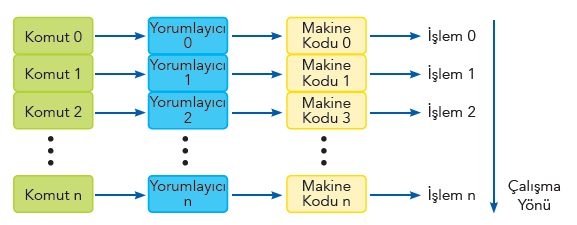 Komut 0
Yorumlayıcı
0
Makine
Kodu 0
İşlem 0
Komut 1
Yorumlayıcı
1
Makine
Kodu 1
İşlem 1
Komut 2
Yorumlayıcı
2
Makine
Kodu 3
İşlem 2
Komut n
Yorumlayıcı
n
Makine
Kodu n
İşlem n
Çalışma
Yönü